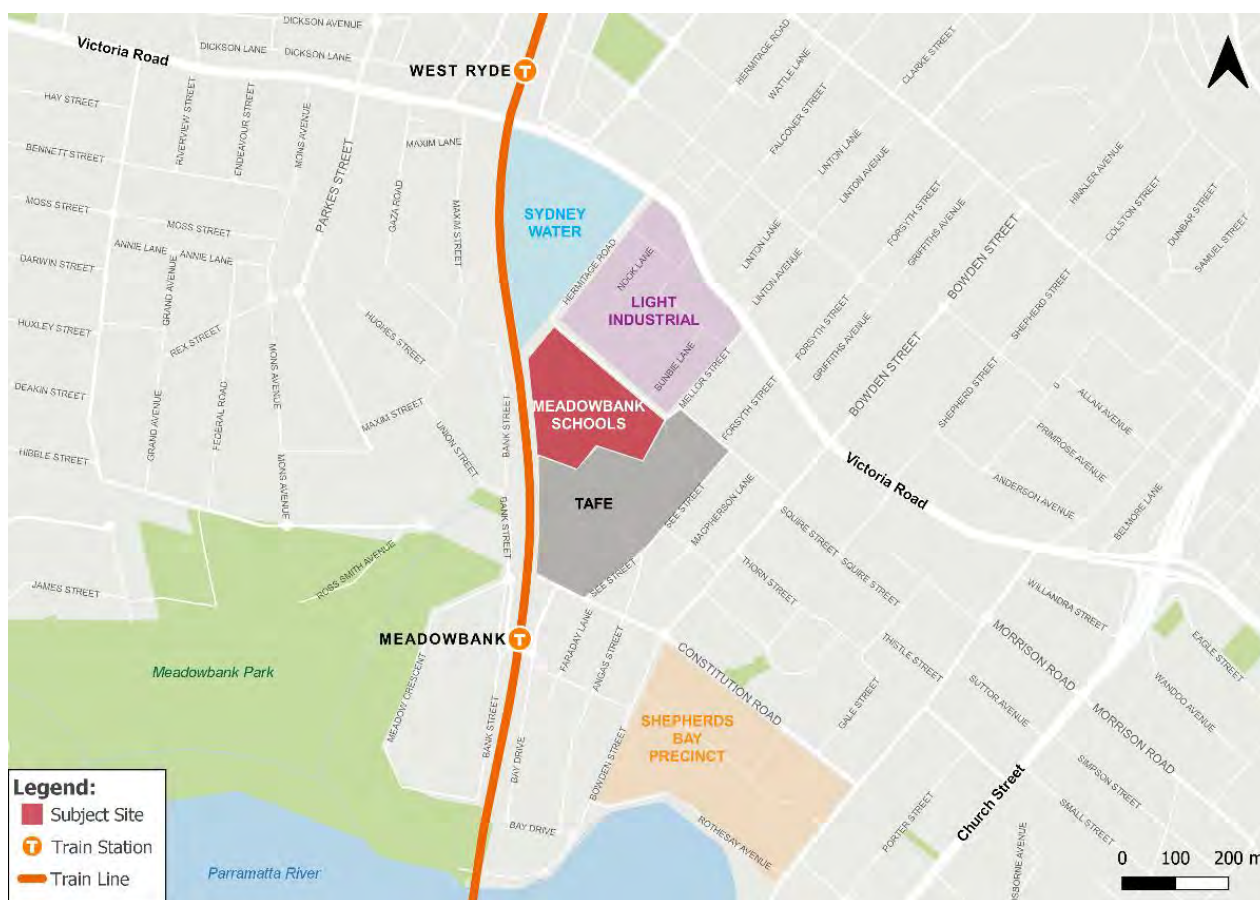 DICKSON AVENUE
Victoria Road
DICKSON LANE
DICKSON LANE
WEST RYDE
T
HERMITAGE ROAD
WATTLE LANE
CLARKE STREET
HAY STREET
RIVERVIEW STREET
ENDEAVOUR STREET
MONS AVENUE
PARKES STREET
MAXIM LANE
FALCONER STREET
LINTON LANE
LINTON AVENUE
HINKLER AVENUE
BENNETT STREET
GAZA ROAD
MAXIM STREET
SYDNEY
WATER
FORSYTH STREET
GRIFFITHS AVENUE
COLSTON STREET
DUNBAR STREET
SAMUEL STREET
MOSS STREET
MOSS STREET
ANNIE LANE
ANNIE LANE
HERMITAGE ROAD
NOOK LANE
LINTON LANE
LINTON AVENUE
BOWDEN STREET
DARWIN STREET
GRAND AVENUE
LIGHT
INDUSTRIAL
FORSYTH STREET
GRIFFITHS AVENUE
SHEPHERD STREET
HUXLEY STREET
REX STREET
HUGHES STREET
BUNBIE LANE
MELLOR STREET
BOWDEN STREET
SHEPHERD STREET
ALLAN AVENUE
DEAKIN STREET
GRAND AVENUE
FEDERAL ROAD
MONS AVENUE
MAXIM STREET
UNION STREET
BANK STREET
MEADOWBANK
SCHOOLS
FORSYTH STREET
PRIMROSE AVENUE
HIBBLE STREET
MONS AVENUE
TAFE
MACPHERSON LANE
Victoria Road
ANDERSON AVENUE
BELMORE LANE
BANK STREET
SEE STREET
SQUIRE STREET
SQUIRE STREET
ROSS SMITH AVENUE
JAMES STREET
SEE STREET
THORN STREET
WILLANDRA STREET
MEADOWBANK
T
FARADAY LANE
ANGAS STREET
CONSTITUTION ROAD
THISTLE STREET
MORRISON ROAD
EAGLE STREET
Meadowbank Park
MEADOW CRESCENT
GALE STREET
SUTTOR AVENUE
WANDOO AVENUE
BANK STREET
BAY DRIVE
BOWDEN STREET
SHEPHERDS
BAY
PRECINCT
MORRISON ROAD
SIMPSON STREET
SMALL STREET
Church Street
BAY DRIVE
ROTHESAY AVENUE
PORTER STREET
Parramatta River
Legend:
Subject Site
T
Train Station
Train Line
0 100 200 m